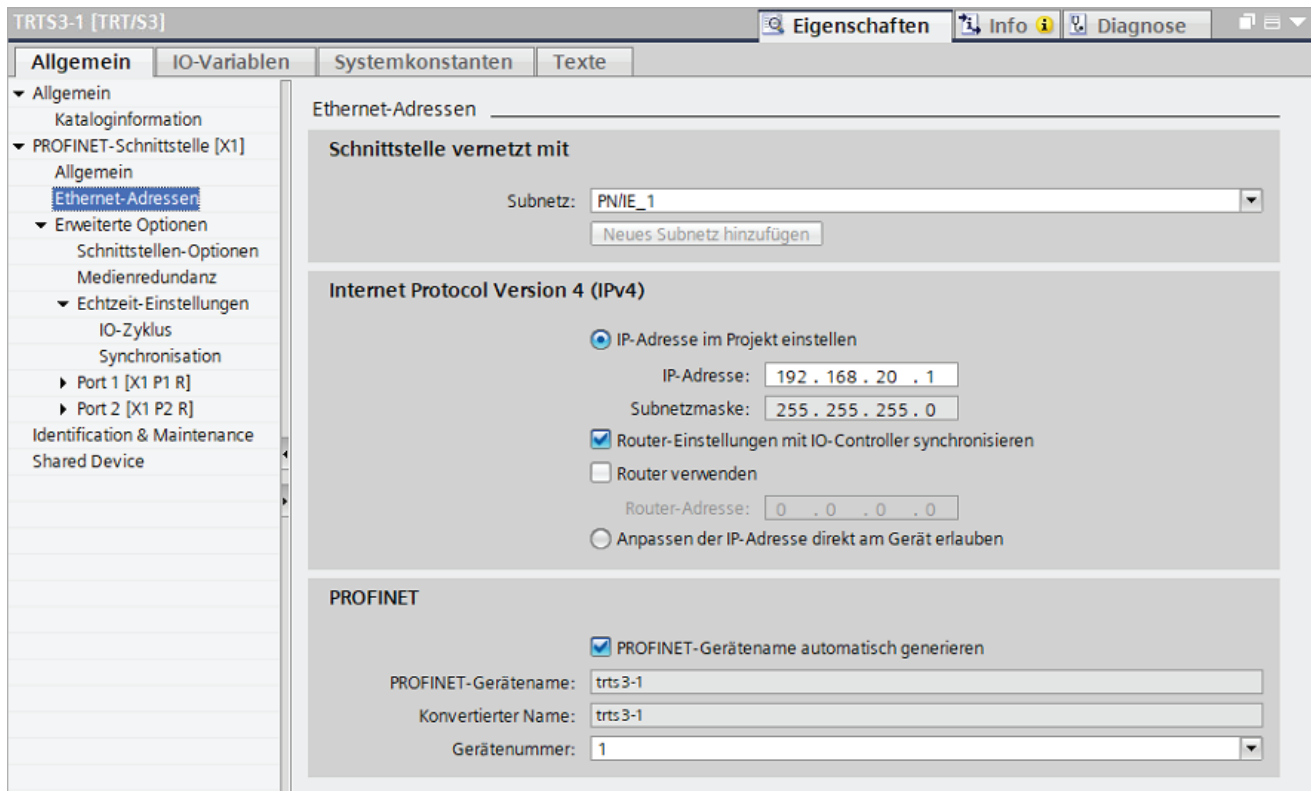 TRTS3-1 [TRT/S3]
Eigenschaften Info Diagnose
Allgemein IO-Variablen Systemkonstanten Texte
Allgemein
Kataloginformation
PROFINET-Schnittstelle [X1]
Allgemein
Ethernet-Adressen
Erweiterte Optionen
Schnittstellen-Optionen
Medienredundanz
Echtzeit-Einstellungen
IO-Zyklus
Synchronisation
Port 1 [X1 P1 R]
Port 2 [X1 P2 R]
Identification & Maintenance
Shared Device
Ethernet-Adressen
Schnittstelle vernetzt mit
Subnetz: PN/IE_1
Neues Subnetz hinzufügen
Internet Protocol Version 4 (IPv4)
IP-Adresse im Projekt einstellen
IP-Adresse: 192 . 168 . 20 . 1
Subnetzmaske: 255 . 255 . 255 . 0
Router-Einstellungen mit IO-Controller synchronisieren
Router verwenden
Router-Adresse: 0 . 0 . 0 . 0
Anpassen der IP-Adresse direkt am Gerät erlauben
PROFINET
PROFINET-Gerätename automatisch generieren
PROFINET-Gerätename: trts3-1
Konvertierter Name: trts3-1
Gerätenummer: 1